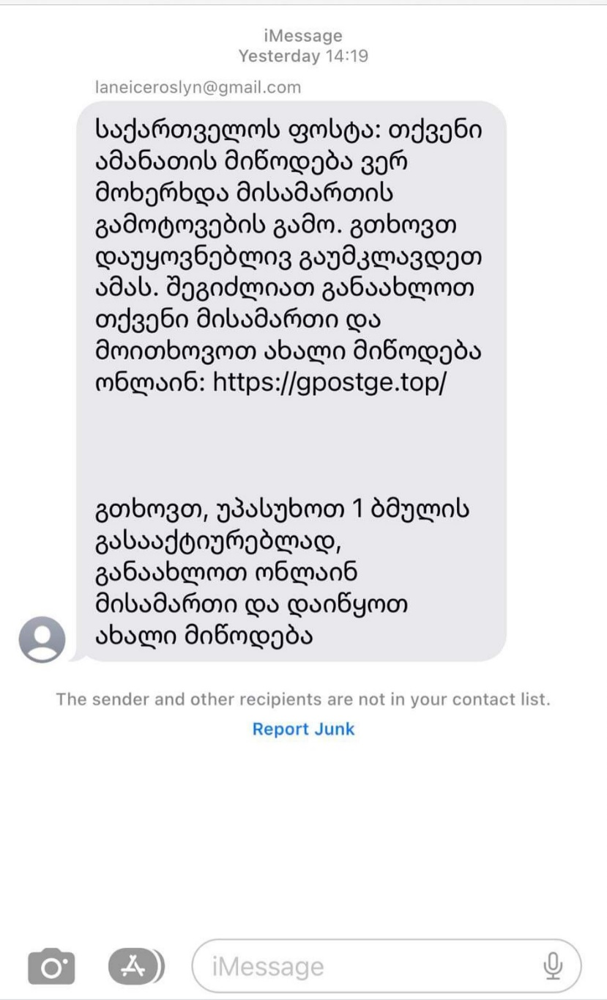 iMessage
Yesterday 14:19
laneiceroslyn@gmail.com
საქართველოს ფოსტა: თქვენი
ამანათის მიწოდება ვერ
მოხერხდა მისამართის
გამოტოვების გამო. გთხოვთ
დაუყოვნებლივ გაუმკლავდეთ
ამას. შეგიძლიათ განაახლოთ
თქვენი მისამართი და
მოითხოვოთ ახალი მიწოდება
ონლაინ: https://gpostge.top/
გთხოვთ, უპასუხოთ 1 ბმულის
გასააქტიურებლად,
განაახლოთ ონლაინ
მისამართი და დაიწყოთ
ახალი მიწოდება
The sender and other recipients are not in your contact list.
Report Junk
iMessage